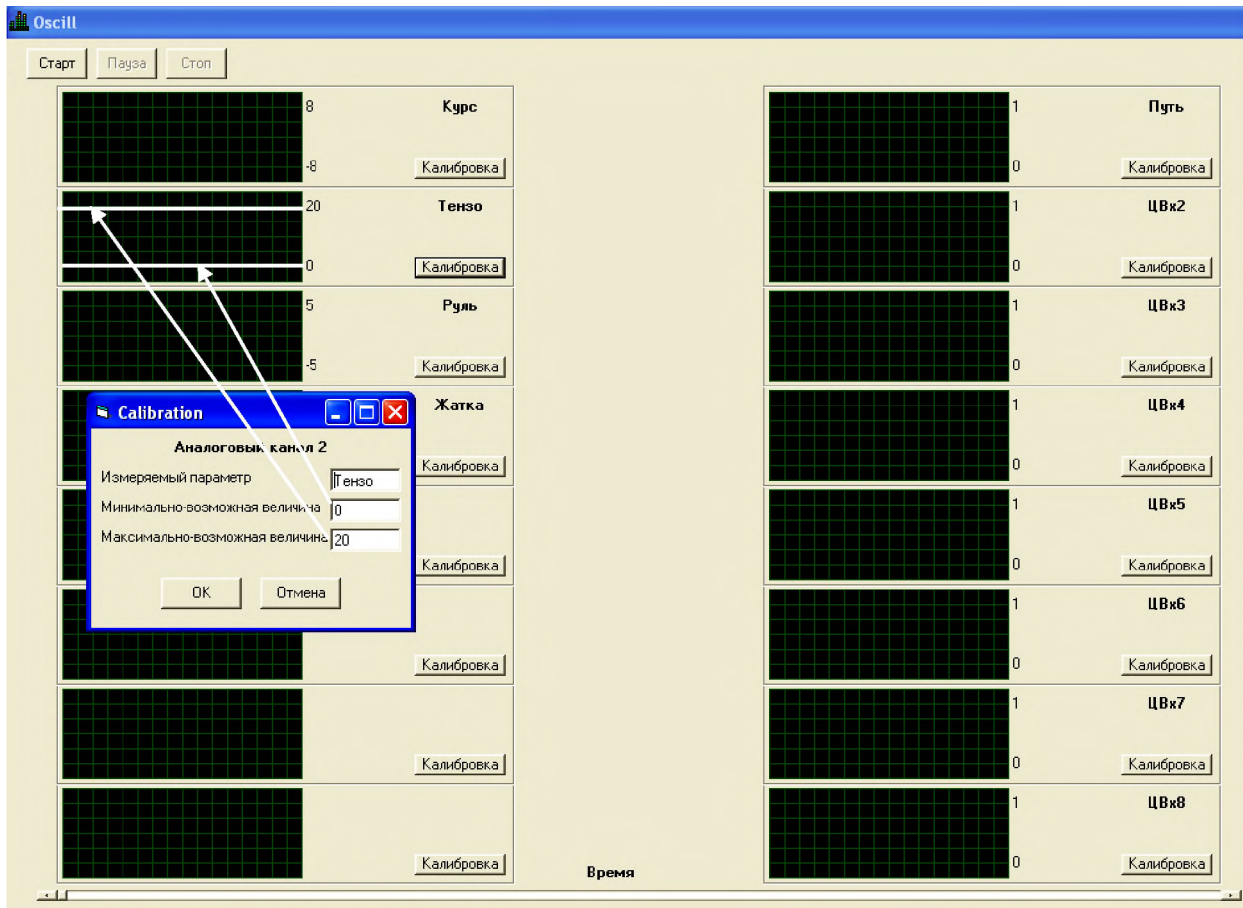 Oscill
Старт Пауза Стоп
8 Курс
-8 Калибровка
20 Тензо
0 Калибровка
5 Руль
-5 Калибровка
Жатка
Калибровка
Калибровка
Калибровка
Калибровка
Калибровка
Calibration
Аналоговый канал 2
Измеряемый параметр Тензо
Минимально-возможная величина 0
Максимально-возможная величина 20
OK Отмена
Время
1 Путь
0 Калибровка
1 ЦВх2
0 Калибровка
1 ЦВх3
0 Калибровка
1 ЦВх4
0 Калибровка
1 ЦВх5
0 Калибровка
1 ЦВх6
0 Калибровка
1 ЦВх7
0 Калибровка
1 ЦВх8
0 Калибровка